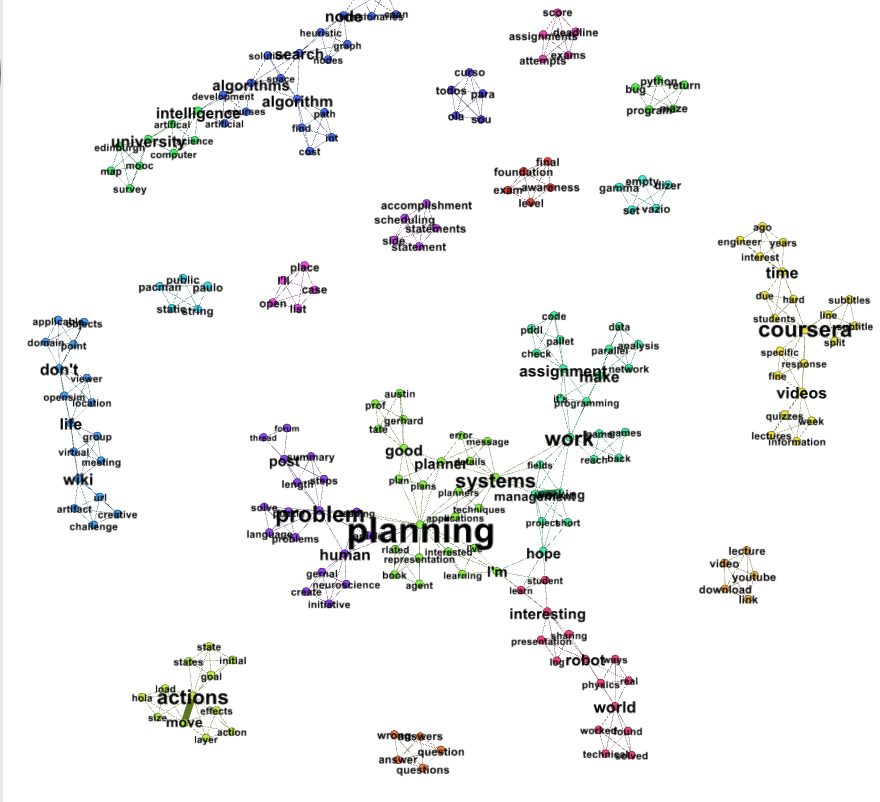 node
heuristic
graph
nodes
search
space
algorithms
development
algorithm
intelligence
courses
artifical
artificial
path
find
int
cost
university
edinburgh
science
computer
map
mooc
survey
score
assignments
deadline
attempts
exams
curso
todos
para
ola
sou
python
bug
return
program
maze
final
foundation
exam
awareness
level
empty
gamma
dizer
set
vazio
accomplishment
scheduling
statements
side
statement
place
I'll
case
open
list
public
pacman
paulo
static
string
ago
engineer
years
interest
time
due
hard
subtitles
line
students
coursera
subtitle
split
specific
response
fine
videos
quizzes
week
lectures
information
applicable
objects
domain
point
don't
viewer
opensim
location
life
group
virtual
meeting
wiki
url
artifact
creative
challenge
code
pddl
pallet
check
data
parallel
analysis
network
assignment
make
it's
programming
work
game
games
reach
back
fields
management
working
project
short
hope
austin
prof
gerhard
tate
good
error
message
planner
details
plan
plans
systems
planners
techniques
applications
planning
forum
thread
post
summary
length
steps
solve
problem
language
problems
human
gernal
neuroscience
create
initiative
rlated
interested
live
representation
book
agent
learning
I'm
student
learn
interesting
sharing
presentation
log
robot
ways
physics
real
world
worked
found
technical
solved
lecture
video
youtube
download
link
state
states
initial
goal
load
hola
actions
size
effects
move
action
layer
wrong
answers
question
answer
questions